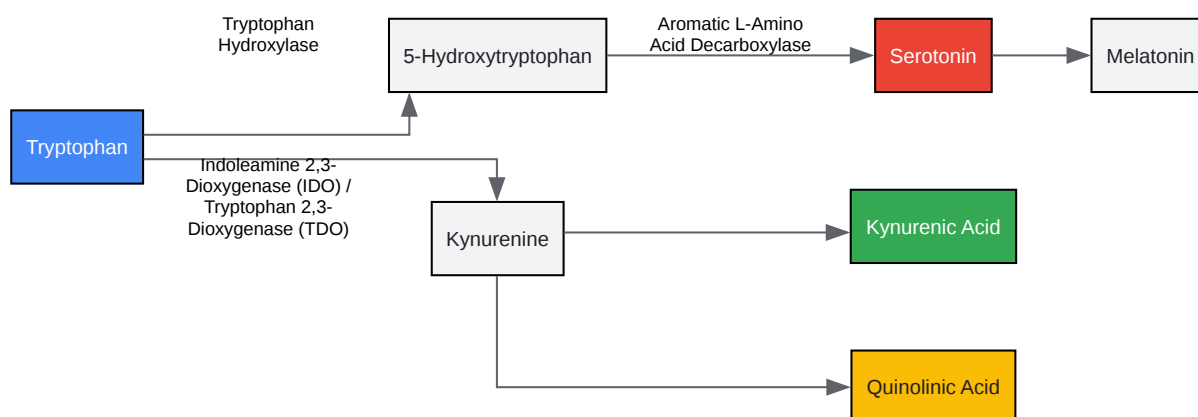 Tryptophan
Hydroxylase
5-Hydroxytryptophan
Aromatic L-Amino
Acid Decarboxylase
Serotonin
Melatonin
Tryptophan
Indoleamine 2,3-
Dioxygenase (IDO) /
Tryptophan 2,3-
Dioxygenase (TDO)
Kynurenine
Kynurenic Acid
Quinolinic Acid